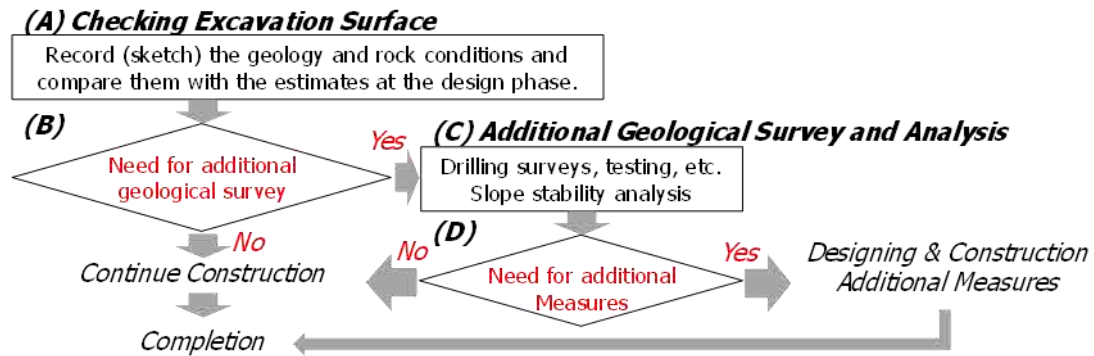 (A) Checking Excavation Surface
Record (sketch) the geology and rock conditions and
compare them with the estimates at the design phase.
(B)
Need for additional
geological survey
Yes
(C) Additional Geological Survey and Analysis
Drilling surveys, testing, etc.
Slope stability analysis
No
Continue Construction
(D)
No
Need for additional
Measures
Yes
Designing & Construction
Additional Measures
Completion